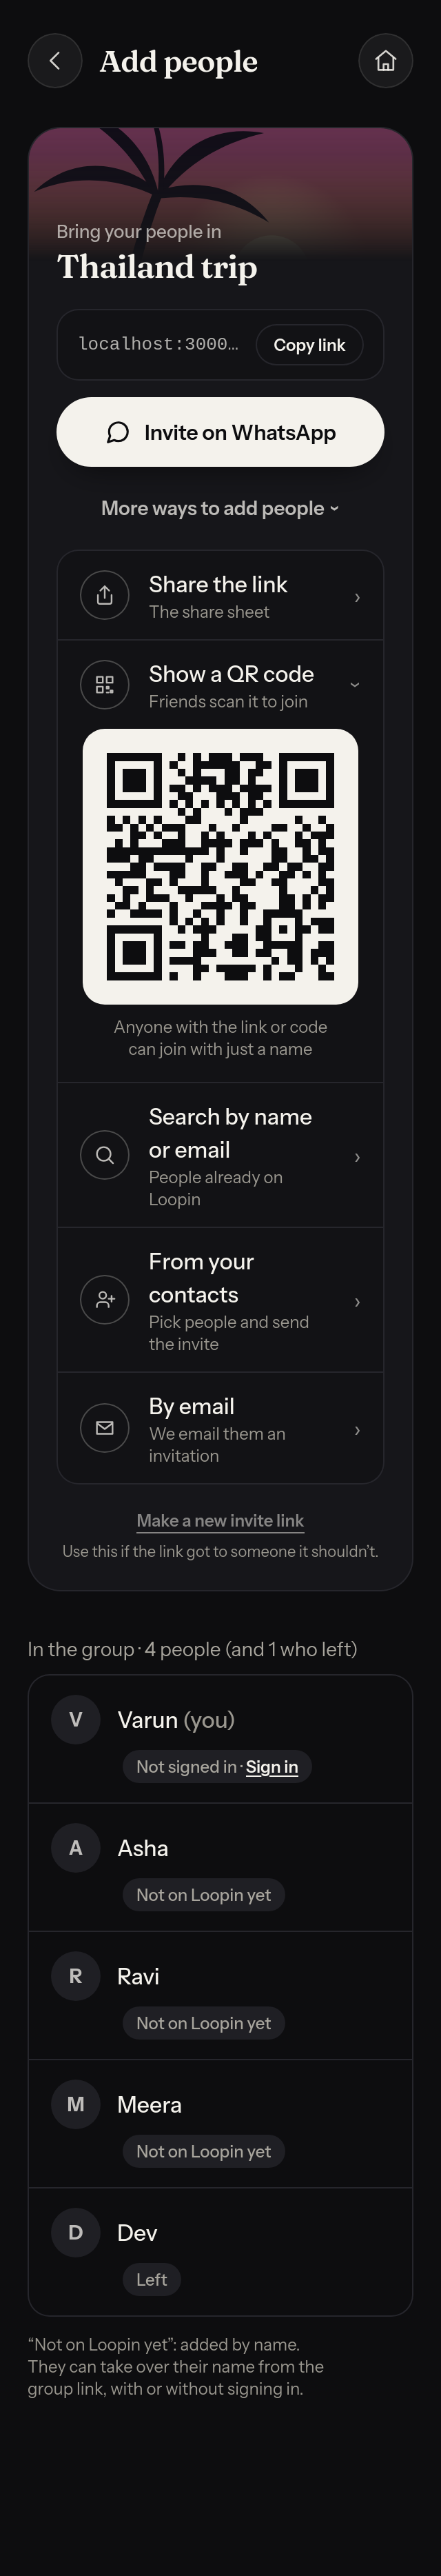 Add people
Bring your people in
Thailand trip
localhost:3000…
Copy link
Invite on WhatsApp
More ways to add people
Share the link
The share sheet
Show a QR code
Friends scan it to join
Anyone with the link or code
can join with just a name
Search by name
or email
People already on
Loopin
From your
contacts
Pick people and send
the invite
By email
We email them an
invitation
Make a new invite link
Use this if the link got to someone it shouldn’t.
In the group · 4 people (and 1 who left)
V
Varun (you)
Not signed in · Sign in
A
Asha
Not on Loopin yet
R
Ravi
Not on Loopin yet
M
Meera
Not on Loopin yet
D
Dev
Left
“Not on Loopin yet”: added by name.
They can take over their name from the
group link, with or without signing in.